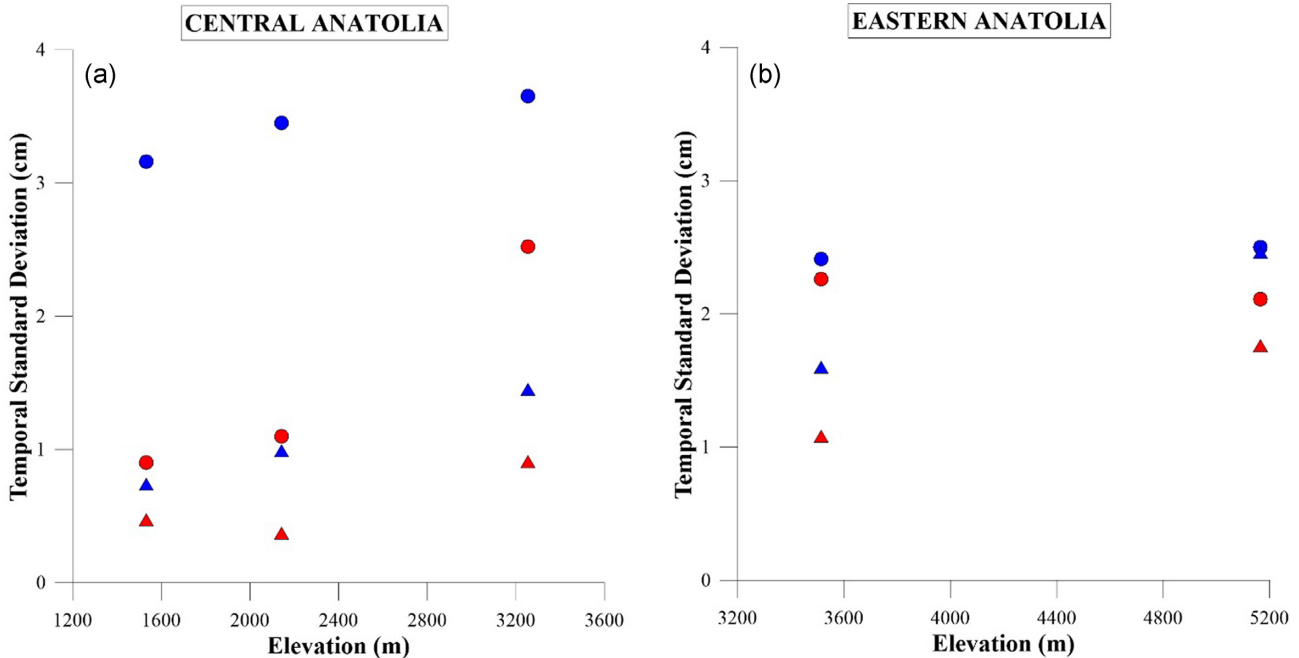 CENTRAL ANATOLIA
(a)
Temporal Standard Deviation (cm)
4
3
2
1
0
1200 1600 2000 2400 2800 3200 3600
Elevation (m)
EASTERN ANATOLIA
(b)
Temporal Standard Deviation (cm)
4
3
2
1
0
3200 3600 4000 4400 4800 5200
Elevation (m)